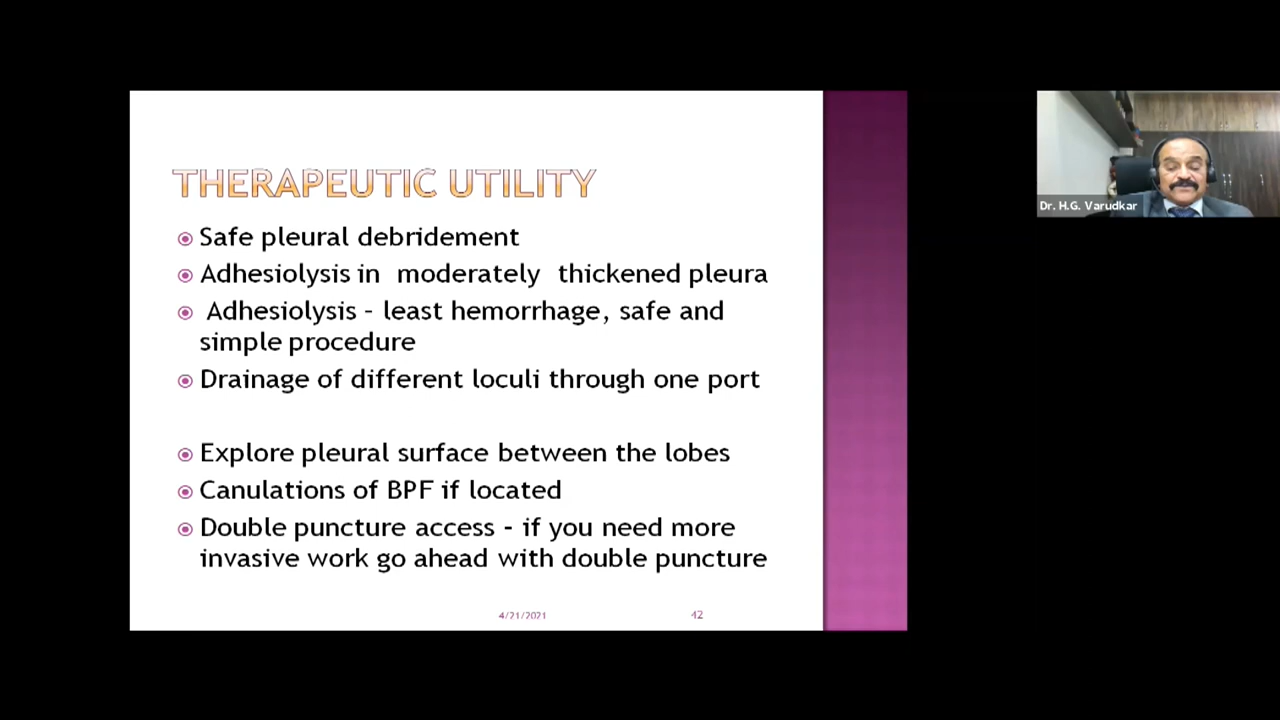 THERAPEUTIC UTILITY
Safe pleural debridement
Adhesiolysis in moderately thickened pleura
Adhesiolysis – least hemorrhage, safe and
simple procedure
Drainage of different loculi through one port
Explore pleural surface between the lobes
Canulations of BPF if located
Double puncture access – if you need more
invasive work go ahead with double puncture
4/21/2021
42
Dr. H.G. Varudkar